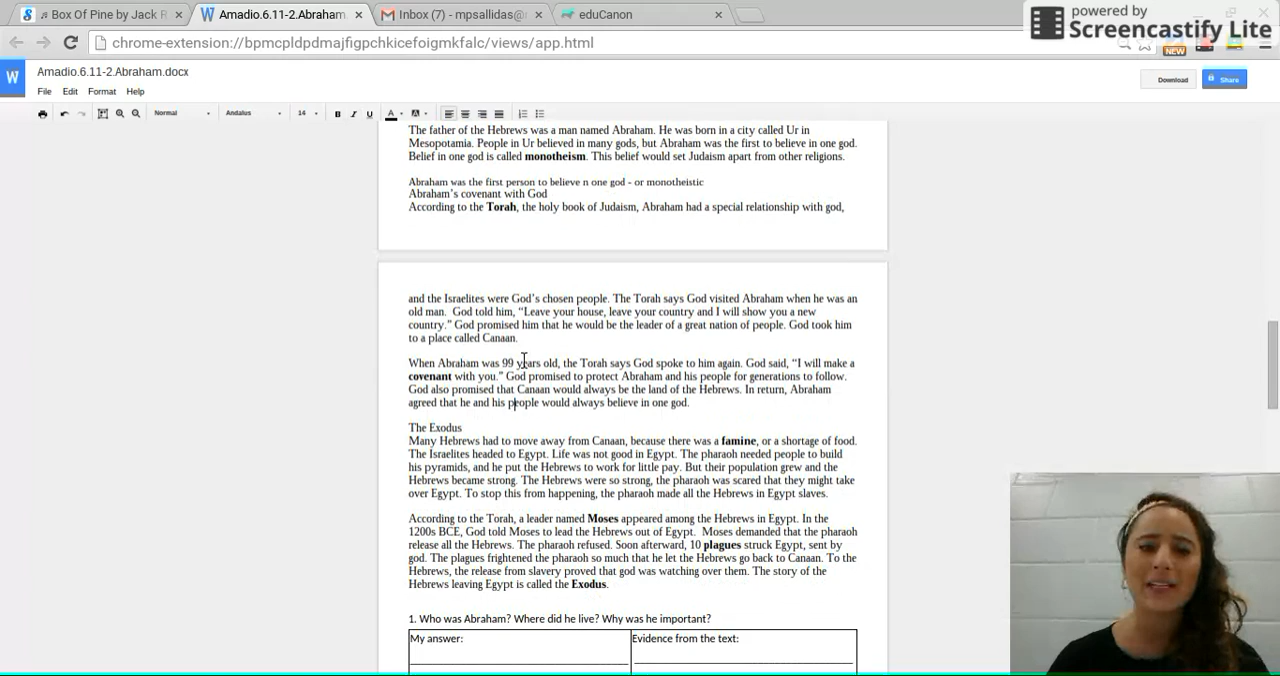 Box Of Pine by Jack R
Amadio.6.11-2.Abraham.
Inbox (7) - mpsallidas@
eduCanon
powered by
Screencastify Lite
chrome-extension://bpmcpldpdmajfigpchkicefoigmkfalc/views/app.html
NEW
W
Amadio.6.11-2.Abraham.docx
File Edit Format Help
Download
Share
Normal
Andalus
14
B I U A
The father of the Hebrews was a man named Abraham. He was born in a city called Ur in
Mesopotamia. People in Ur believed in many gods, but Abraham was the first to believe in one god.
Belief in one god is called monotheism. This belief would set Judaism apart from other religions.
Abraham was the first person to believe n one god - or monotheistic
Abraham's covenant with God
According to the Torah, the holy book of Judaism, Abraham had a special relationship with god,
and the Israelites were God's chosen people. The Torah says God visited Abraham when he was an
old man. God told him, "Leave your house, leave your country and I will show you a new
country." God promised him that he would be the leader of a great nation of people. God took him
to a place called Canaan.
When Abraham was 99 years old, the Torah says God spoke to him again. God said, "I will make a
covenant with you." God promised to protect Abraham and his people for generations to follow.
God also promised that Canaan would always be the land of the Hebrews. In return, Abraham
agreed that he and his people would always believe in one god.
The Exodus
Many Hebrews had to move away from Canaan, because there was a famine, or a shortage of food.
The Israelites headed to Egypt. Life was not good in Egypt. The pharaoh needed people to build
his pyramids, and he put the Hebrews to work for little pay. But their population grew and the
Hebrews became strong. The Hebrews were so strong, the pharaoh was scared that they might take
over Egypt. To stop this from happening, the pharaoh made all the Hebrews in Egypt slaves.
According to the Torah, a leader named Moses appeared among the Hebrews in Egypt. In the
1200s BCE, God told Moses to lead the Hebrews out of Egypt. Moses demanded that the pharaoh
release all the Hebrews. The pharaoh refused. Soon afterward, 10 plagues struck Egypt, sent by
god. The plagues frightened the pharaoh so much that he let the Hebrews go back to Canaan. To the
Hebrews, the release from slavery proved that god was watching over them. The story of the
Hebrews leaving Egypt is called the Exodus.
1. Who was Abraham? Where did he live? Why was he important?
My answer:
Evidence from the text: